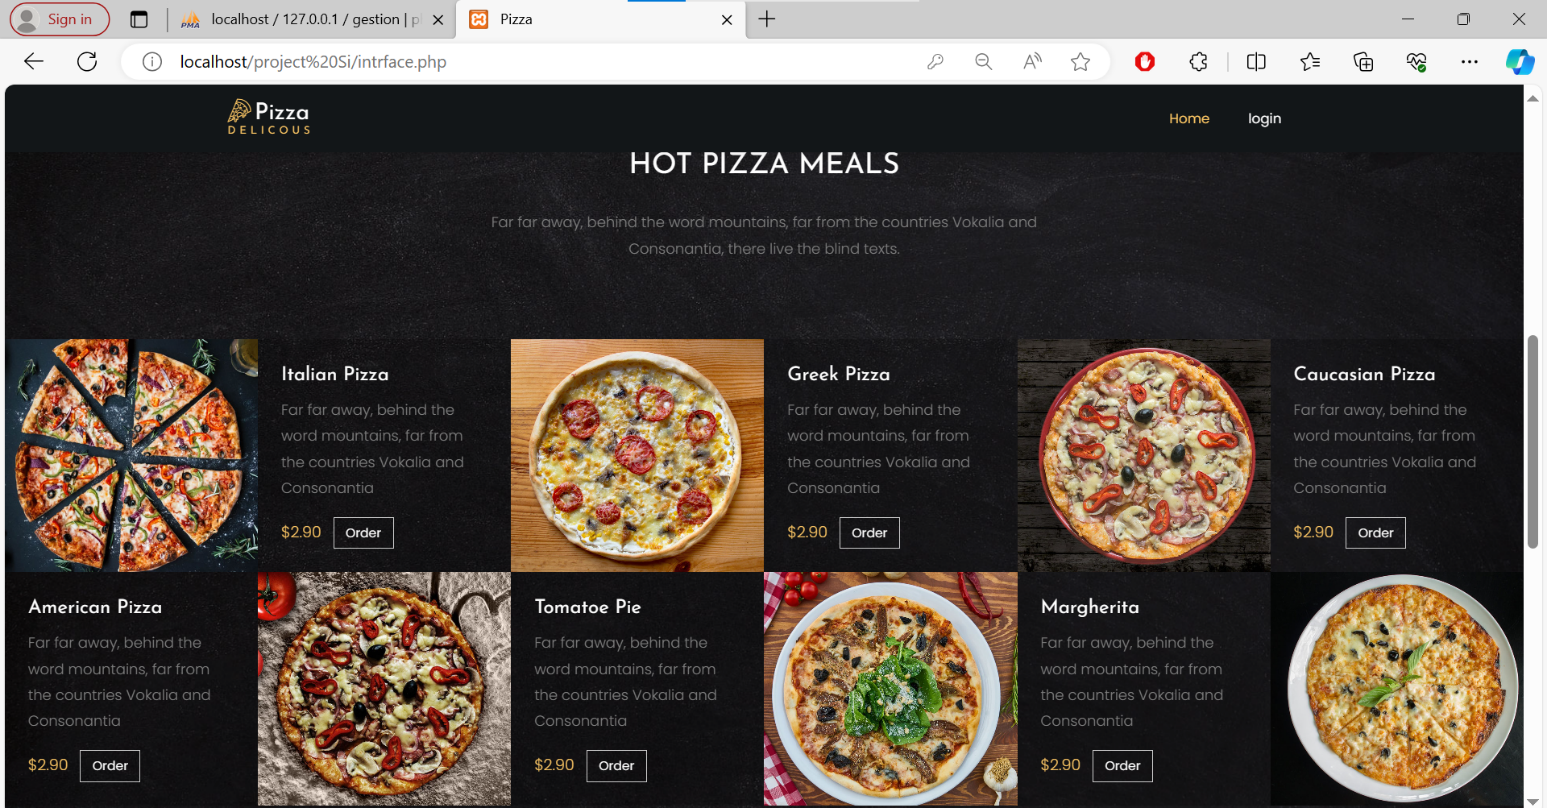 Sign in
localhost / 127.0.0.1 / gestion | p
Pizza
localhost/project%20Si/intrface.php
Pizza
DELICOUS
Home
login
HOT PIZZA MEALS
Far far away, behind the word mountains, far from the countries Vokalia and
Consonantia, there live the blind texts.
Italian Pizza
Far far away, behind the
word mountains, far from
the countries Vokalia and
Consonantia
$2.90 Order
Greek Pizza
Far far away, behind the
word mountains, far from
the countries Vokalia and
Consonantia
$2.90 Order
Caucasian Pizza
Far far away, behind the
word mountains, far from
the countries Vokalia and
Consonantia
$2.90 Order
American Pizza
Far far away, behind the
word mountains, far from
the countries Vokalia and
Consonantia
$2.90 Order
Tomatoe Pie
Far far away, behind the
word mountains, far from
the countries Vokalia and
Consonantia
$2.90 Order
Margherita
Far far away, behind the
word mountains, far from
the countries Vokalia and
Consonantia
$2.90 Order